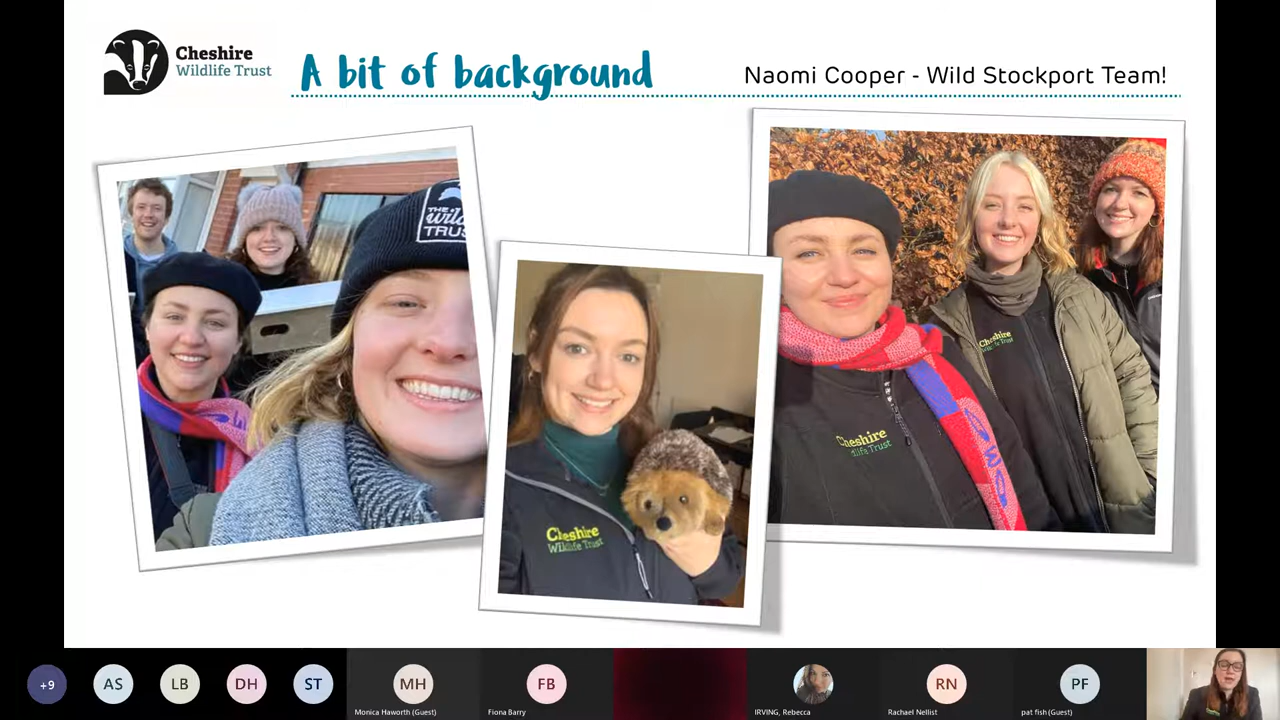 Cheshire
Wildlife Trust
A bit of background
Naomi Cooper - Wild Stockport Team!
THE
wild
TRUS
Cheshire
Wildlife Trust
Cheshire
Wildlife Trust
Cheshire
+9
AS
LB
DH
ST
MH
FB
RN
PF
Monica Haworth (Guest)
Fiona Barry
IRVING, Rebecca
Rachael Nellist
pat fish (Guest)